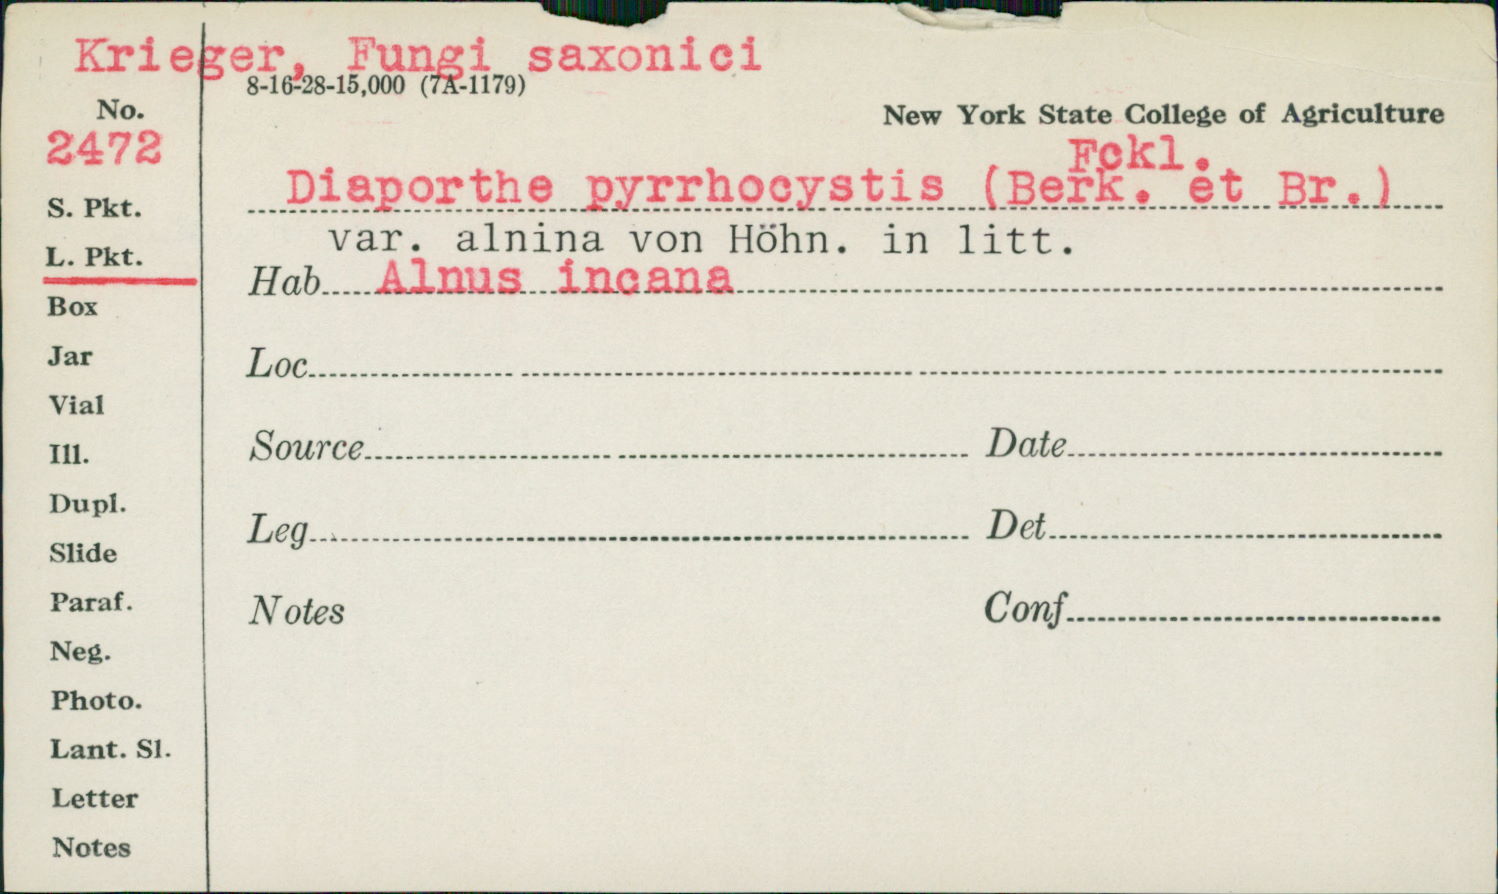 Krieger, Fungi saxonici
8-16-28-15,000 (7A-1179)
No.
New York State College of Agriculture
2472
Fckl.
Diaporthe pyrrhocystis (Berk. et Br.)
S. Pkt.
var. alnina von Höhn. in litt.
L. Pkt.
Hab Alnus incana
Box
Jar
Loc
Vial
Source Date
Ill.
Dupl.
Leg Det
Slide
Paraf.
Notes Conf
Neg.
Photo.
Lant. Sl.
Letter
Notes